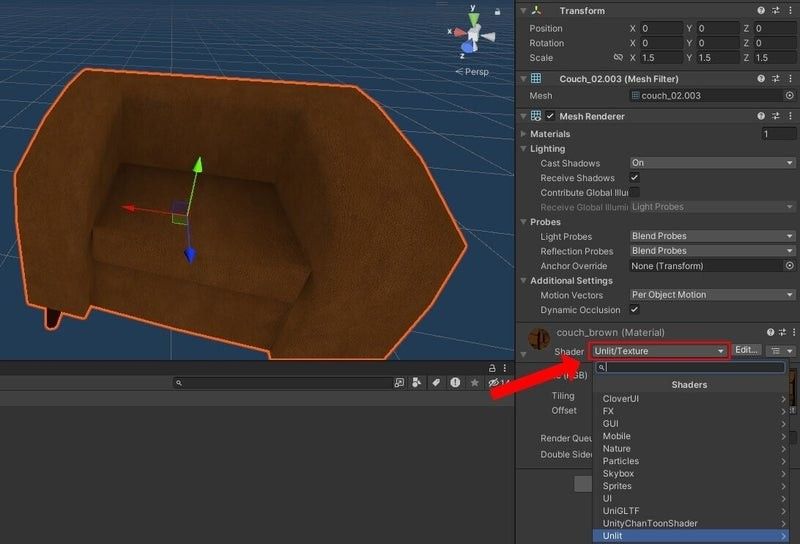 y
x
z
Persp
Transform
Position X 0 Y 0 Z 0
Rotation X 0 Y 0 Z 0
Scale X 1.5 Y 1.5 Z 1.5
Couch_02.003 (Mesh Filter)
Mesh couch_02.003
Mesh Renderer
Materials 1
Lighting
Cast Shadows On
Receive Shadows
Contribute Global Illur
Receive Global Illumin Light Probes
Probes
Light Probes Blend Probes
Reflection Probes Blend Probes
Anchor Override None (Transform)
Additional Settings
Motion Vectors Per Object Motion
Dynamic Occlusion
couch_brown (Material)
Shader Unlit/Texture Edit...
14
Tiling
Offset
Render Queu
Double Sided
Shaders
CloverUI
FX
GUI
Mobile
Nature
Particles
Skybox
Sprites
UI
UniGLTF
UnityChanToonShader
Unlit